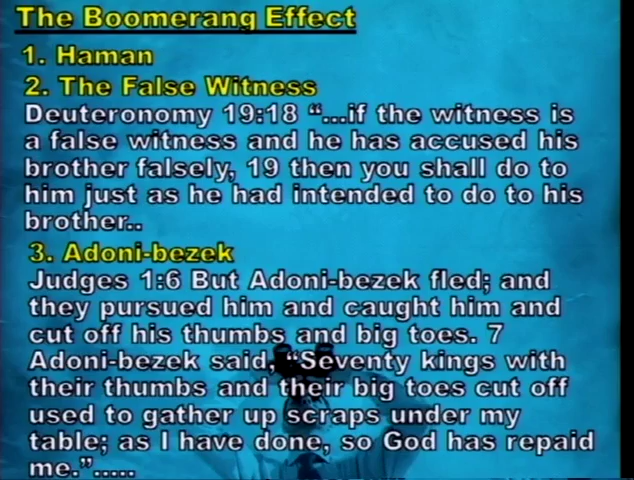 The Boomerang Effect
1. Haman
2. The False Witness
Deuteronomy 19:18 “...if the witness is
a false witness and he has accused his
brother falsely, 19 then you shall do to
him just as he had intended to do to his
brother..
3. Adoni-bezek
Judges 1:6 But Adoni-bezek fled; and
they pursued him and caught him and
cut off his thumbs and big toes. 7
Adoni-bezek said, “Seventy kings with
their thumbs and their big toes cut off
used to gather up scraps under my
table; as I have done, so God has repaid
me.”.....